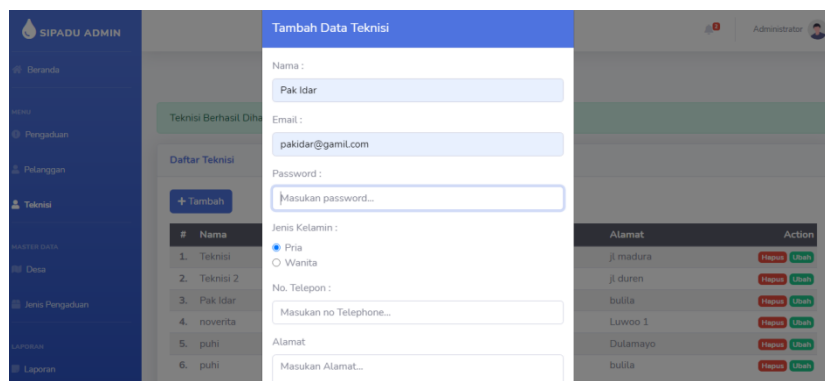 SIPADU ADMIN
Tambah Data Teknisi
Administrator
Beranda
Nama :
Pak Idar
MENU
Teknisi Berhasil Diha
Email :
Pengaduan
pakidar@gamil.com
Daftar Teknisi
Pelanggan
Password :
Teknisi
+ Tambah
Masukan password...
Jenis Kelamin :
# Nama Alamat Action
Pria
MASTER DATA
1. Teknisi jl madura Hapus Ubah
Wanita
Desa
2. Teknisi 2 jl duren Hapus Ubah
No. Telepon :
3. Pak Idar bulila Hapus Ubah
Jenis Pengaduan
Masukan no Telephone...
4. noverita Luwoo 1 Hapus Ubah
LAPORAN
Alamat
5. puhi Dulamayo Hapus Ubah
Laporan
6. puhi bulila Hapus Ubah
Masukan Alamat...